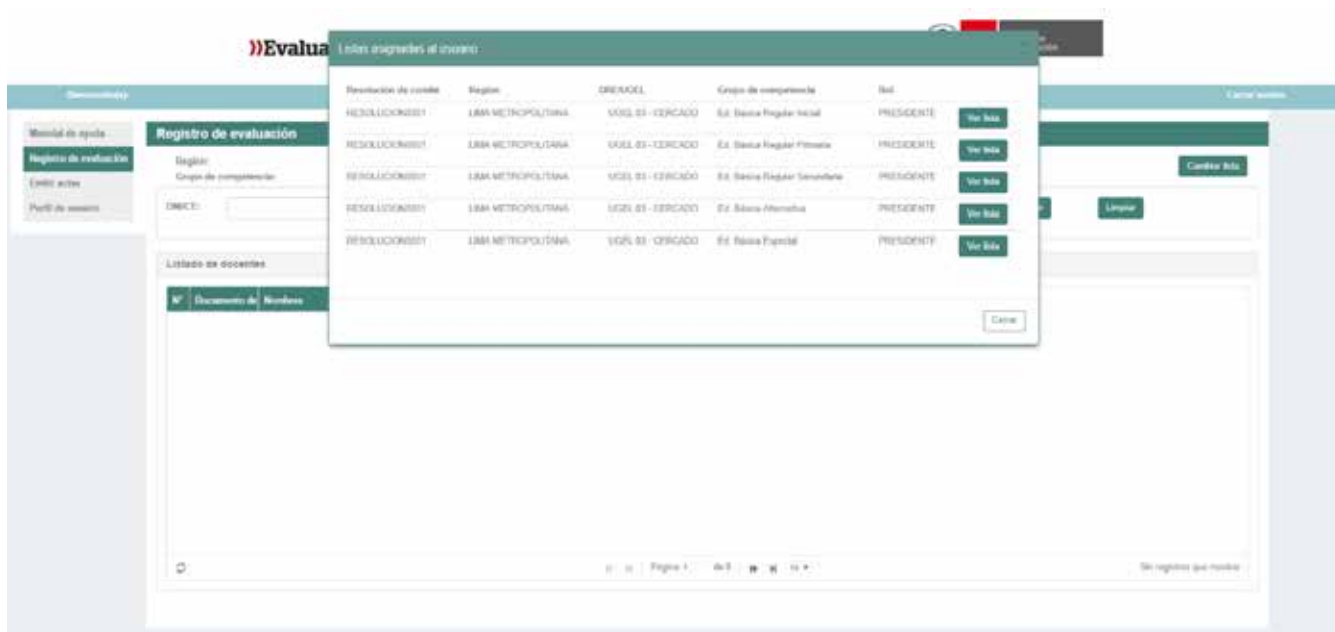 ))Evalua
Listas asignadas al usuario
Bienvenido(a)
Cerrar sesión
Resolución de comité Región DRE/UGEL Grupo de competencia Rol
RESOLUCION0001 LIMA METROPOLITANA UGEL 03 - CERCADO Ed. Básica Regular Inicial PRESIDENTE Ver lista
RESOLUCION0001 LIMA METROPOLITANA UGEL 03 - CERCADO Ed. Básica Regular Primaria PRESIDENTE Ver lista
RESOLUCION0001 LIMA METROPOLITANA UGEL 03 - CERCADO Ed. Básica Regular Secundaria PRESIDENTE Ver lista
RESOLUCION0001 LIMA METROPOLITANA UGEL 03 - CERCADO Ed. Básica Alternativa PRESIDENTE Ver lista
RESOLUCION0001 LIMA METROPOLITANA UGEL 03 - CERCADO Ed. Básica Especial PRESIDENTE Ver lista
Cerrar
Manual de ayuda
Registro de evaluación
Emitir actas
Perfil de usuario
Registro de evaluación
Región:
Grupo de competencia:
Cambiar lista
DNI/CE:
Limpiar
Listado de docentes
N° Documento de Nombres
Página 1 de 0
Sin registros que mostrar